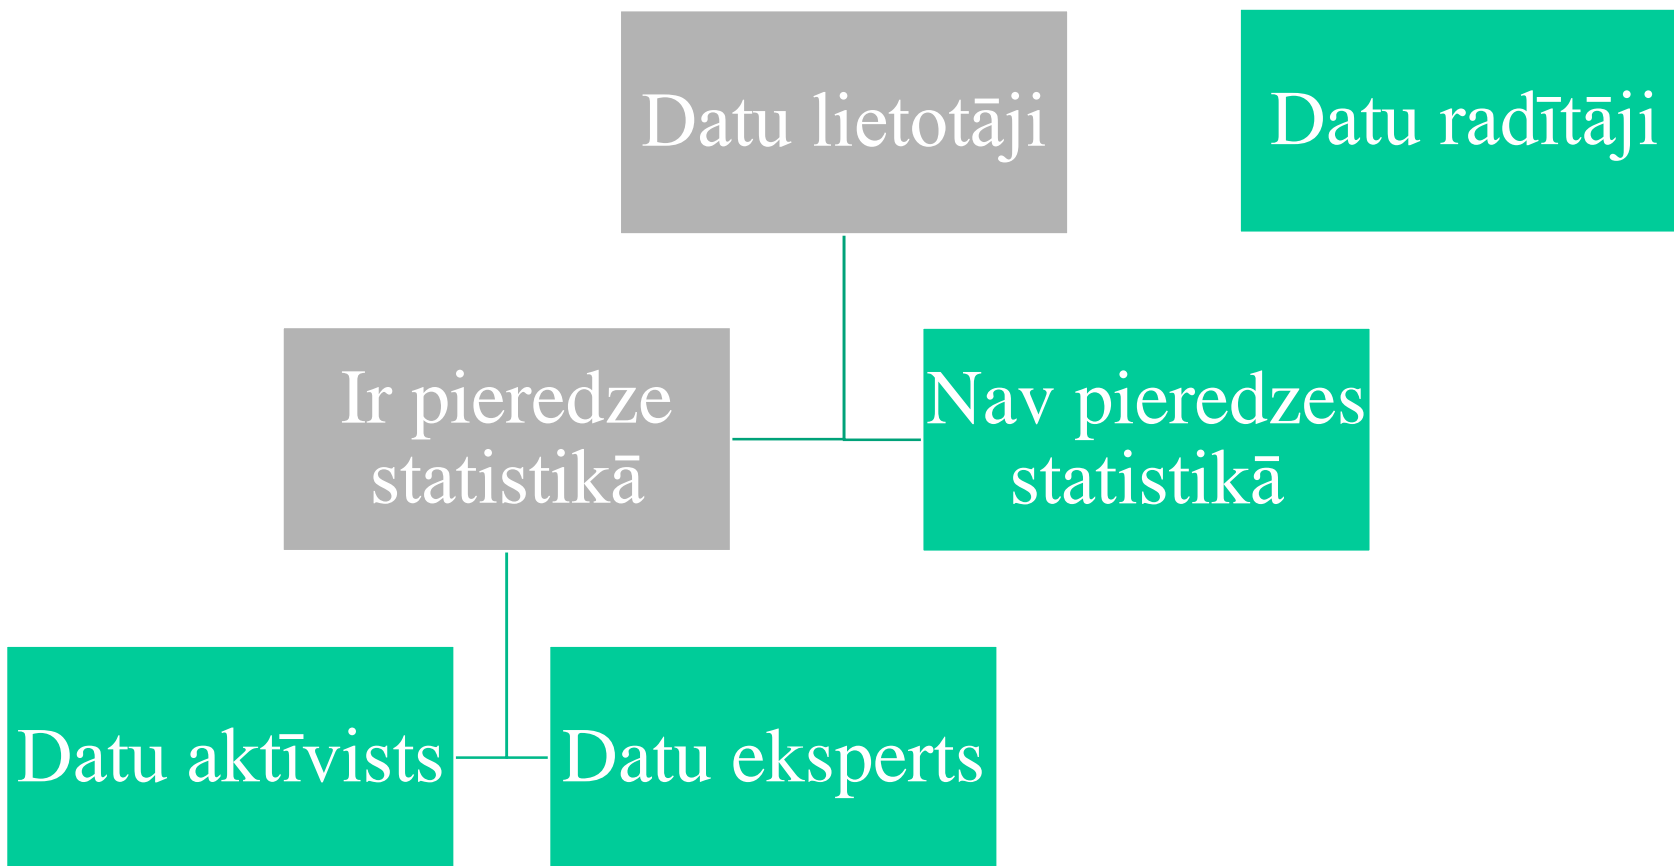 Datu lietotāji
Datu radītāji
Ir pieredze
statistikā
Nav pieredzes
statistikā
Datu aktīvists
Datu eksperts